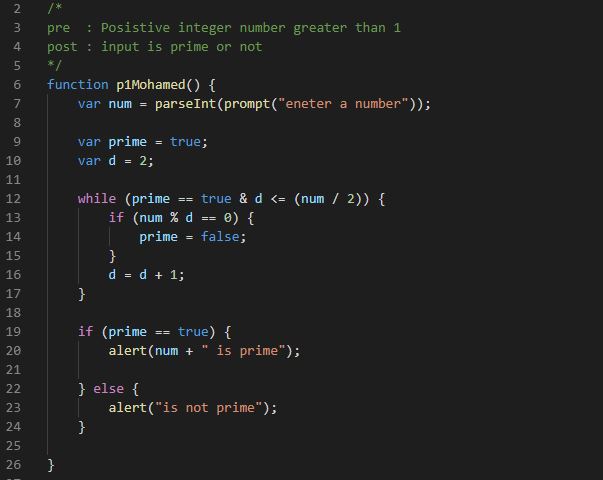 2 /*
3 pre  : Posistive integer number greater than 1
4 post : input is prime or not
5 */
6 function p1Mohamed() {
7     var num = parseInt(prompt("eneter a number"));
8
9     var prime = true;
10     var d = 2;
11
12     while (prime == true & d <= (num / 2)) {
13         if (num % d == 0) {
14             prime = false;
15         }
16         d = d + 1;
17     }
18
19     if (prime == true) {
20         alert(num + " is prime");
21
22     } else {
23         alert("is not prime");
24     }
25
26 }